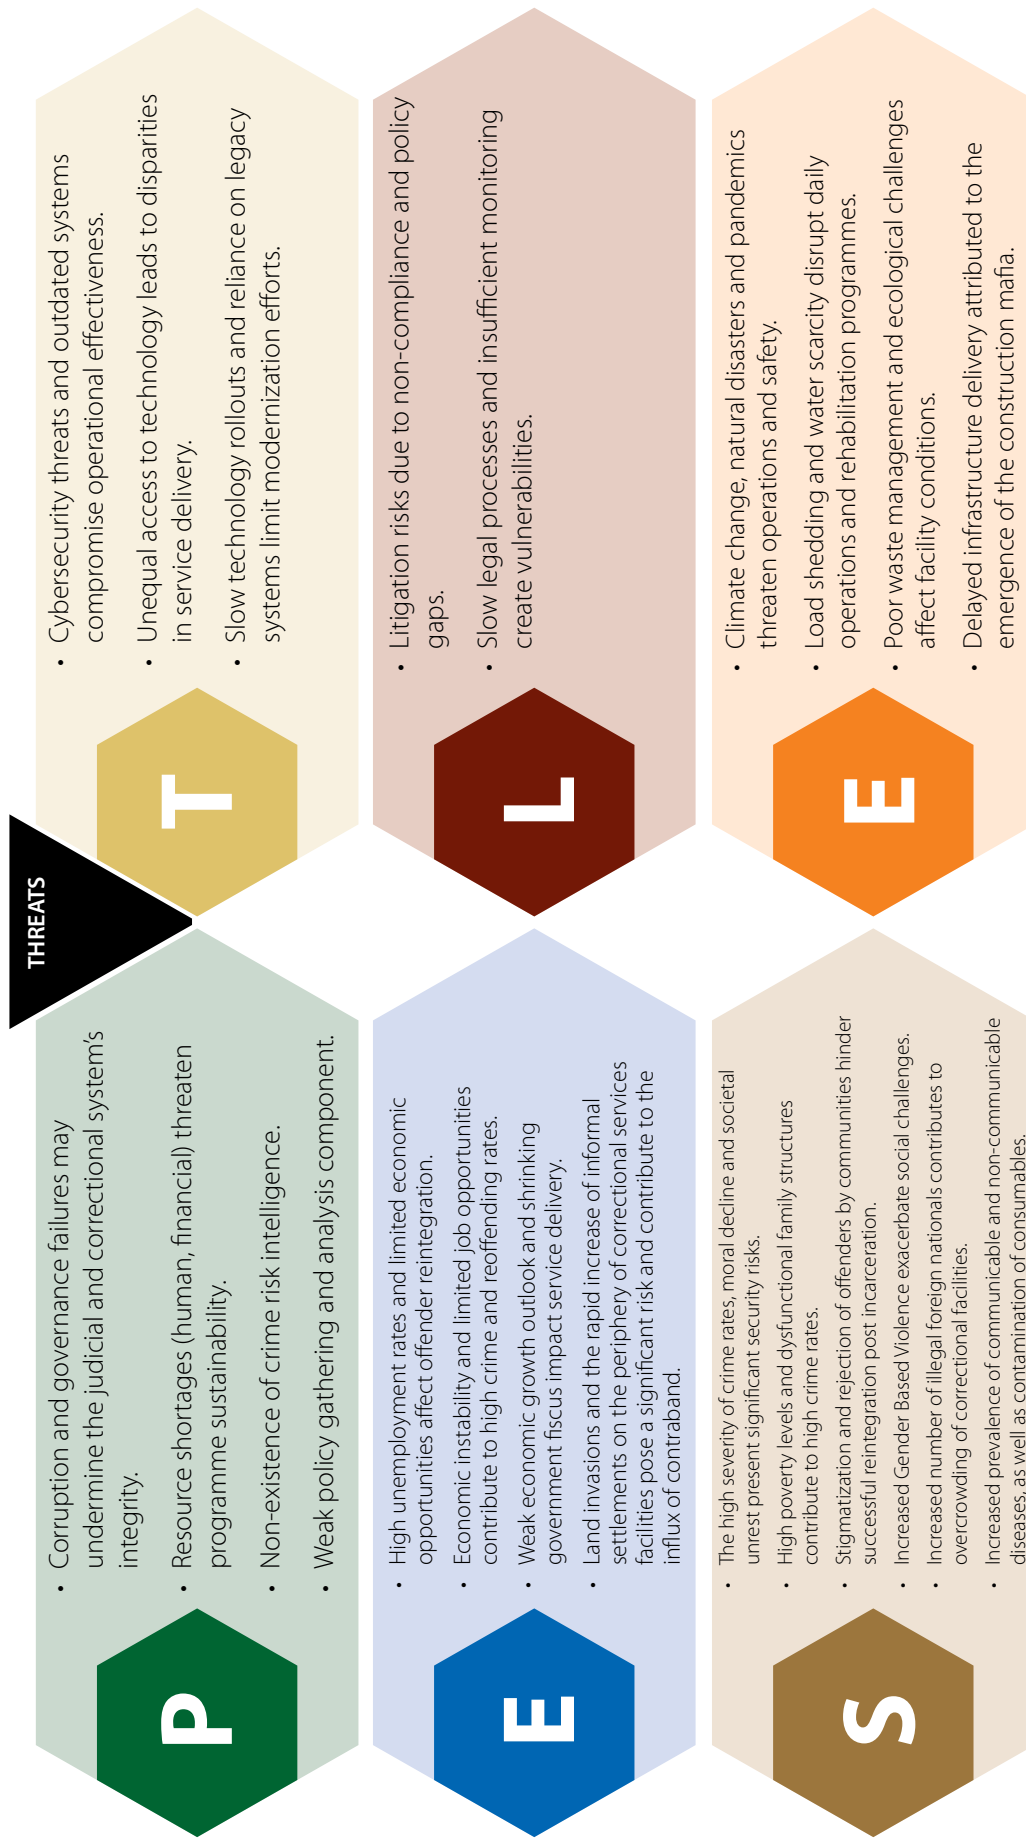 THREATS
P
• Corruption and governance failures may
undermine the judicial and correctional system’s
integrity.
• Resource shortages (human, financial) threaten
programme sustainability.
• Non-existence of crime risk intelligence.
• Weak policy gathering and analysis component.
E
• High unemployment rates and limited economic
opportunities affect offender reintegration.
• Economic instability and limited job opportunities
contribute to high crime and reoffending rates.
• Weak economic growth outlook and shrinking
government fiscus impact service delivery.
• Land invasions and the rapid increase of informal
settlements on the periphery of correctional services
facilities pose a significant risk and contribute to the
influx of contraband.
S
• The high severity of crime rates, moral decline and societal
unrest present significant security risks.
• High poverty levels and dysfunctional family structures
contribute to high crime rates.
• Stigmatization and rejection of offenders by communities hinder
successful reintegration post incarceration.
• Increased Gender Based Violence exacerbate social challenges.
• Increased number of illegal foreign nationals contributes to
overcrowding of correctional facilities.
• Increased prevalence of communicable and non-communicable
diseases, as well as contamination of consumables.
T
• Cybersecurity threats and outdated systems
compromise operational effectiveness.
• Unequal access to technology leads to disparities
in service delivery.
• Slow technology rollouts and reliance on legacy
systems limit modernization efforts.
L
• Litigation risks due to non-compliance and policy
gaps.
• Slow legal processes and insufficient monitoring
create vulnerabilities.
E
• Climate change, natural disasters and pandemics
threaten operations and safety.
• Load shedding and water scarcity disrupt daily
operations and rehabilitation programmes.
• Poor waste management and ecological challenges
affect facility conditions.
• Delayed infrastructure delivery attributed to the
emergence of the construction mafia.